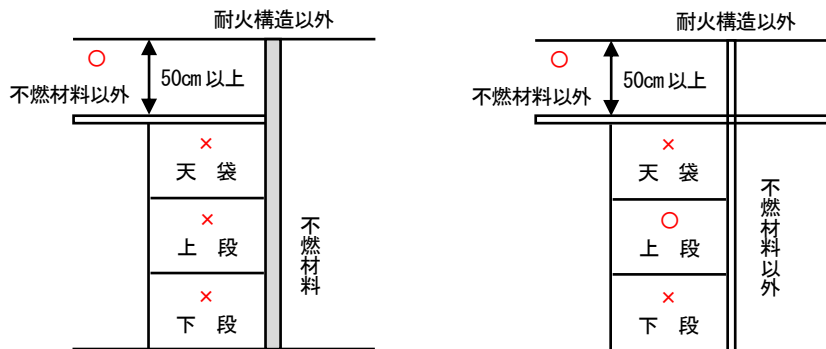 耐火構造以外
○
50㎝以上
不燃材料以外
×
天 袋
×
上 段
×
下 段
不燃材料
耐火構造以外
○
50㎝以上
不燃材料以外
×
天 袋
○
上 段
×
下 段
不燃材料以外